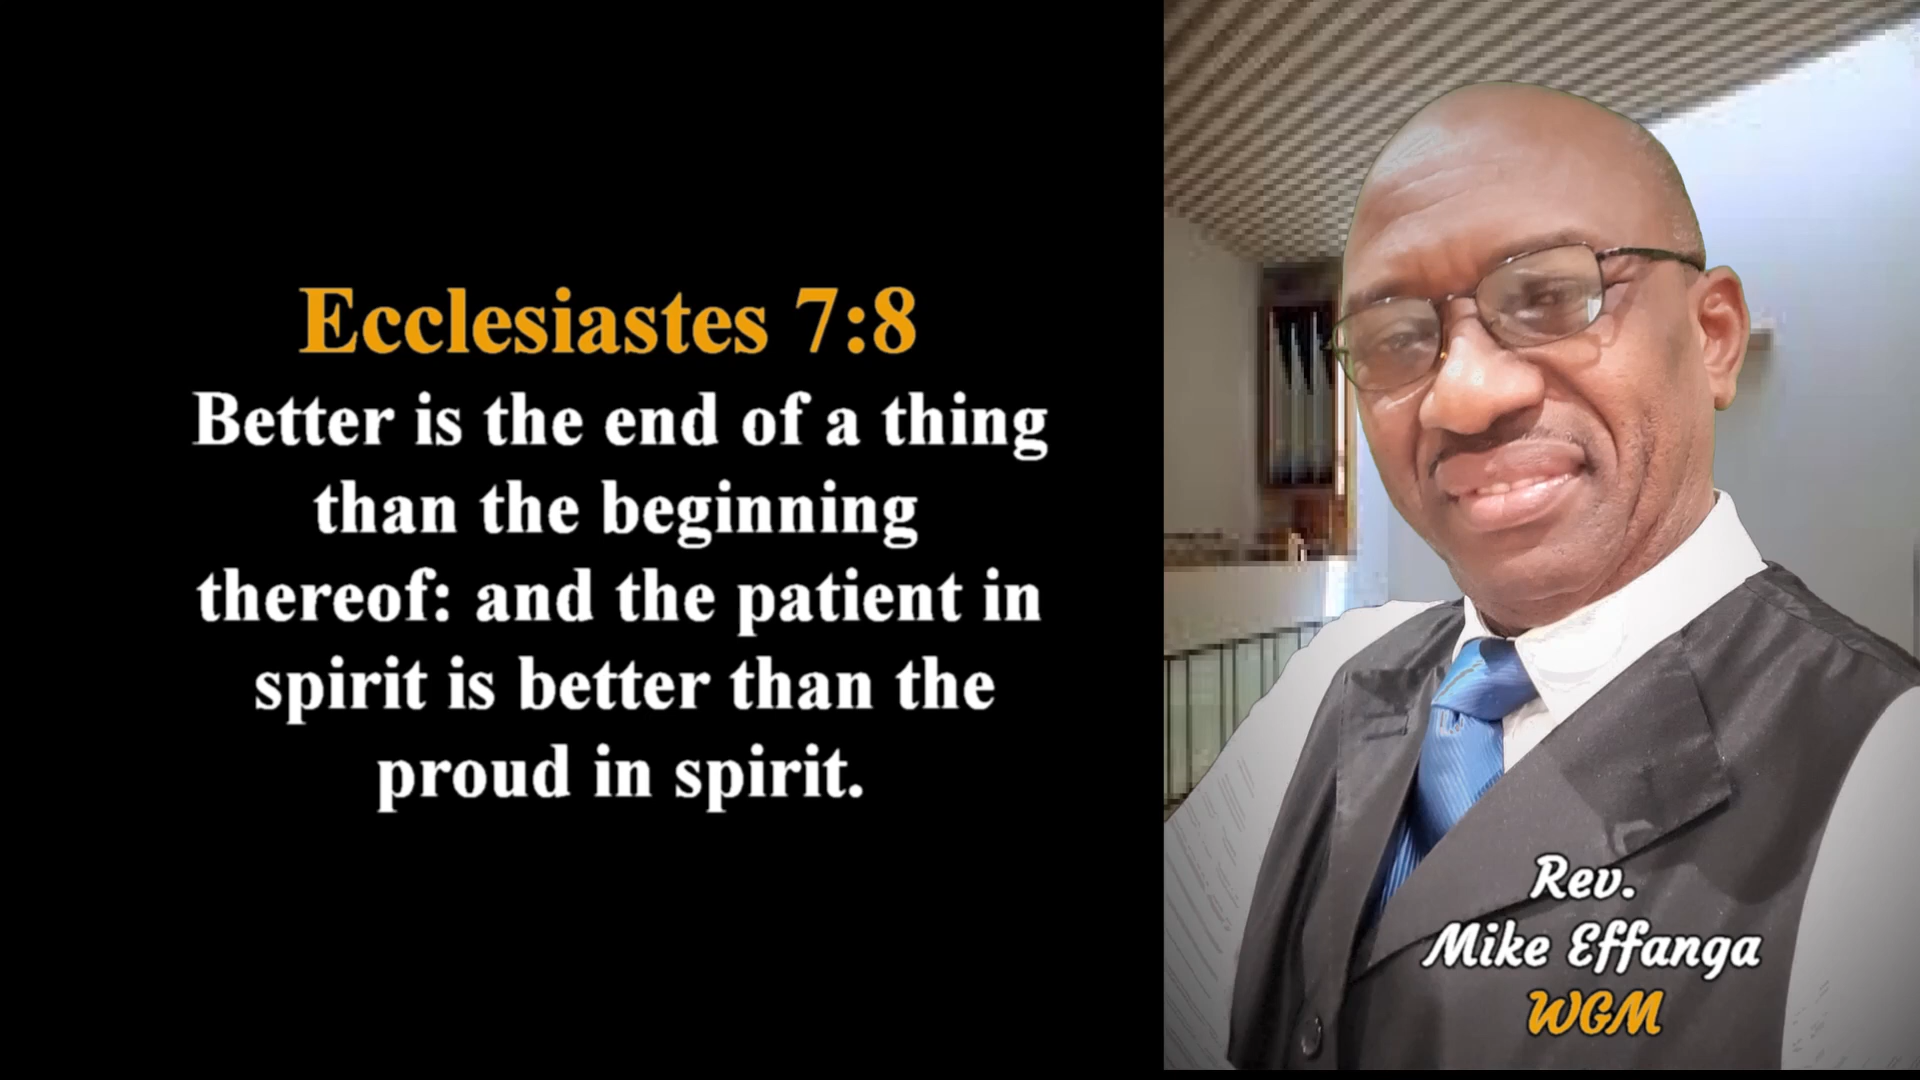 Ecclesiastes 7:8
Better is the end of a thing
than the beginning
thereof: and the patient in
spirit is better than the
proud in spirit.
Rev.
Mike Effanga
WGM